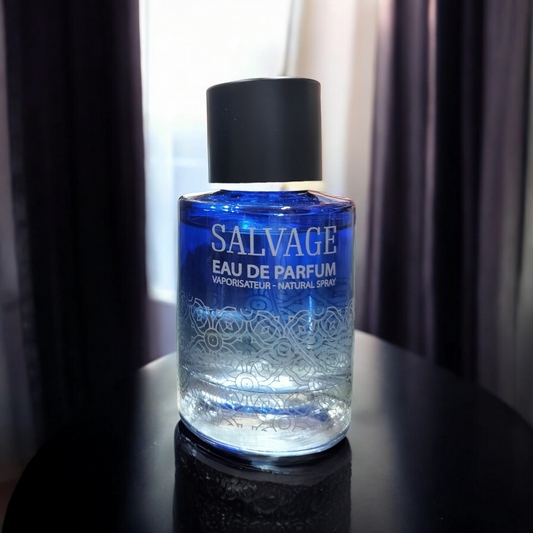 SALVAGE
EAU DE PARFUM
VAPORISATEUR - NATURAL SPRAY